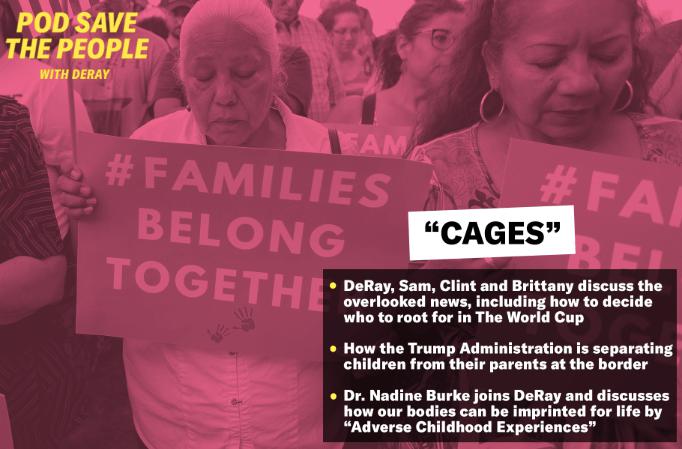 POD SAVE
THE PEOPLE
WITH DERAY
FAM
#FAMILIES
BELONG
TOGETHE
#FA
BEL
"CAGES"
DeRay, Sam, Clint and Brittany discuss the
overlooked news, including how to decide
who to root for in The World Cup
How the Trump Administration is separating
children from their parents at the border
Dr. Nadine Burke joins DeRay and discusses
how our bodies can be imprinted for life by
"Adverse Childhood Experiences"